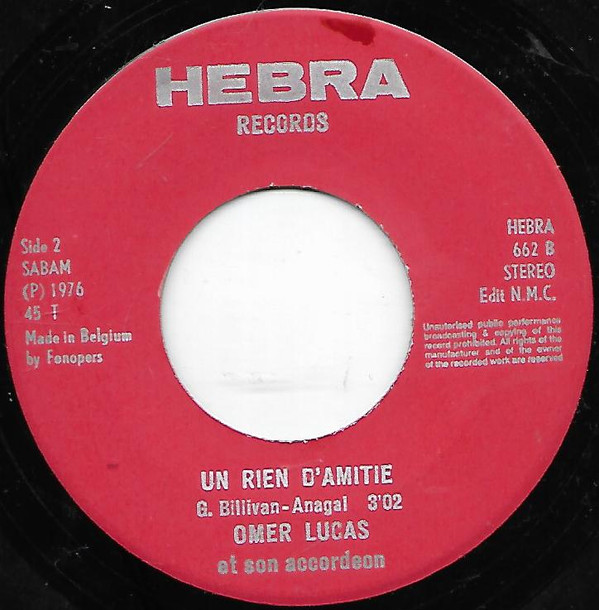 HEBRA
RECORDS
Side 2
SABAM
(P) 1976
45 T
Made in Belgium
by Fonopers
HEBRA
662 B
STEREO
Edit N.M.C.
Unautorised public performance
broadcasting & copying of this
record prohibited. All rights of the
manufacturer and of the owner
of the recorded work are reserved
UN RIEN D'AMITIE
G. Billivan-Anagal 3'02
OMER LUCAS
et son accordeon